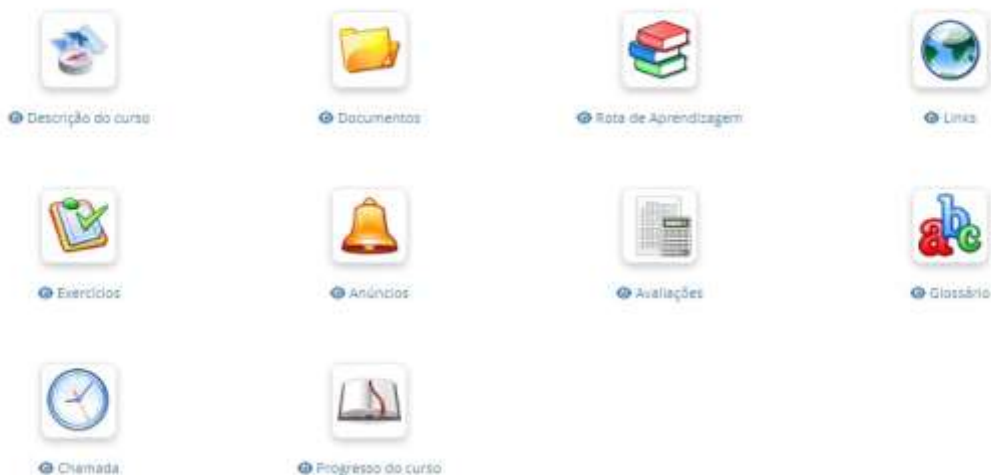 Descrição do curso
Documentos
Rota de Aprendizagem
Links
Exercícios
Anúncios
Avaliações
Glossário
Chamada
Progresso do curso